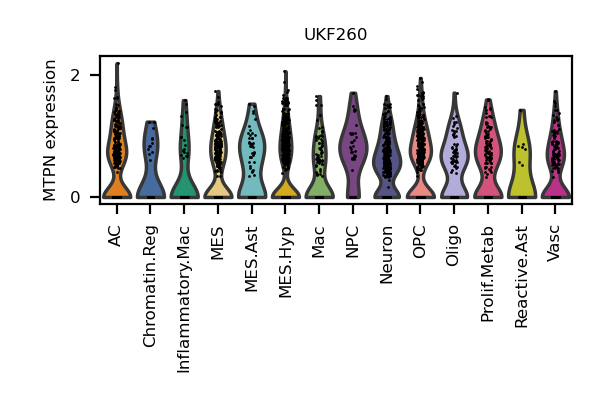 UKF260
MTPN expression
2
0
AC
Chromatin.Reg
Inflammatory.Mac
MES
MES.Ast
MES.Hyp
Mac
NPC
Neuron
OPC
Oligo
Prolif.Metab
Reactive.Ast
Vasc